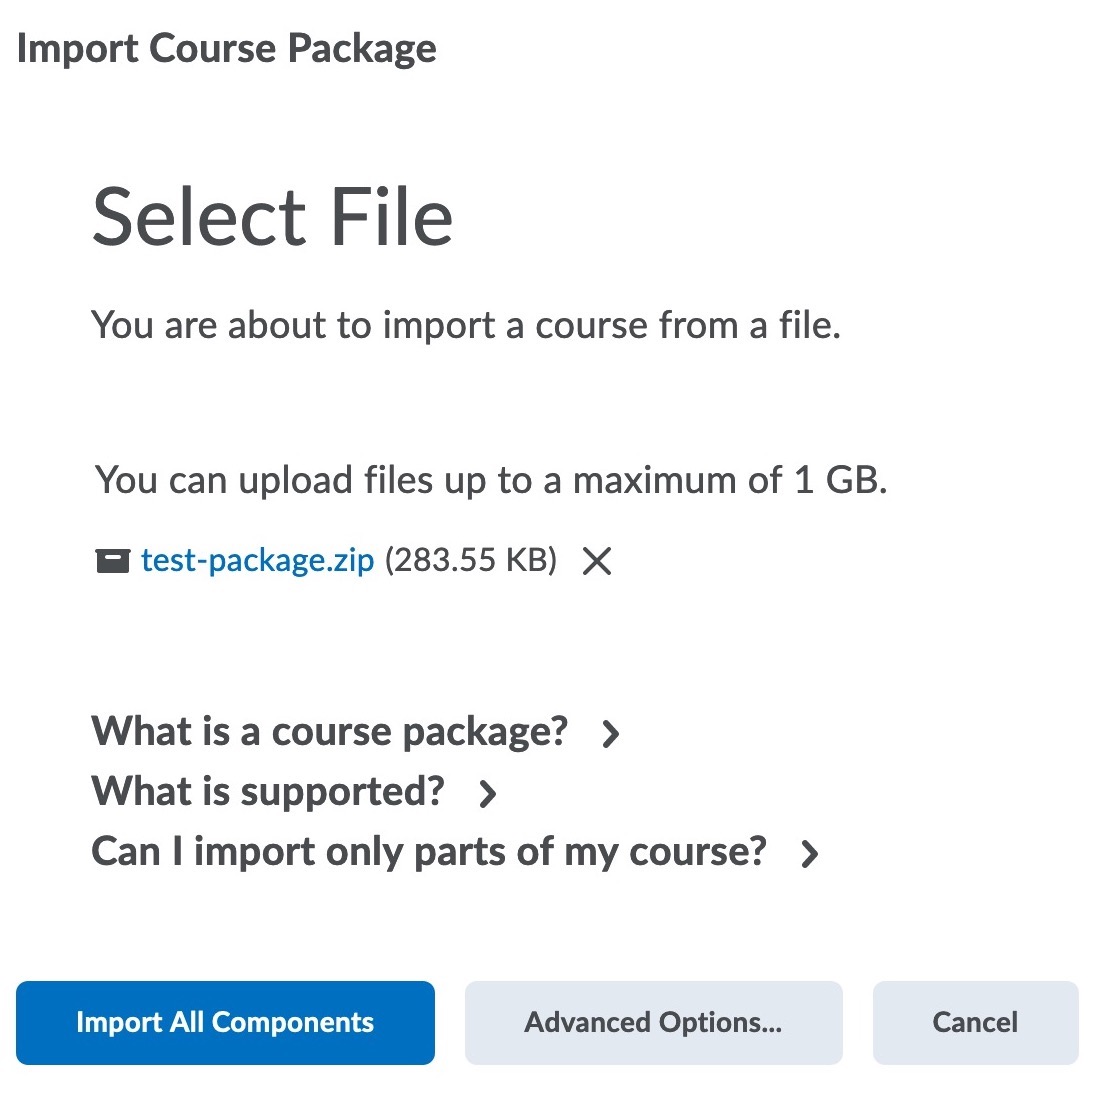 Import Course Package
Select File
You are about to import a course from a file.
You can upload files up to a maximum of 1 GB.
test-package.zip (283.55 KB)
What is a course package?
What is supported?
Can I import only parts of my course?
Import All Components
Advanced Options...
Cancel